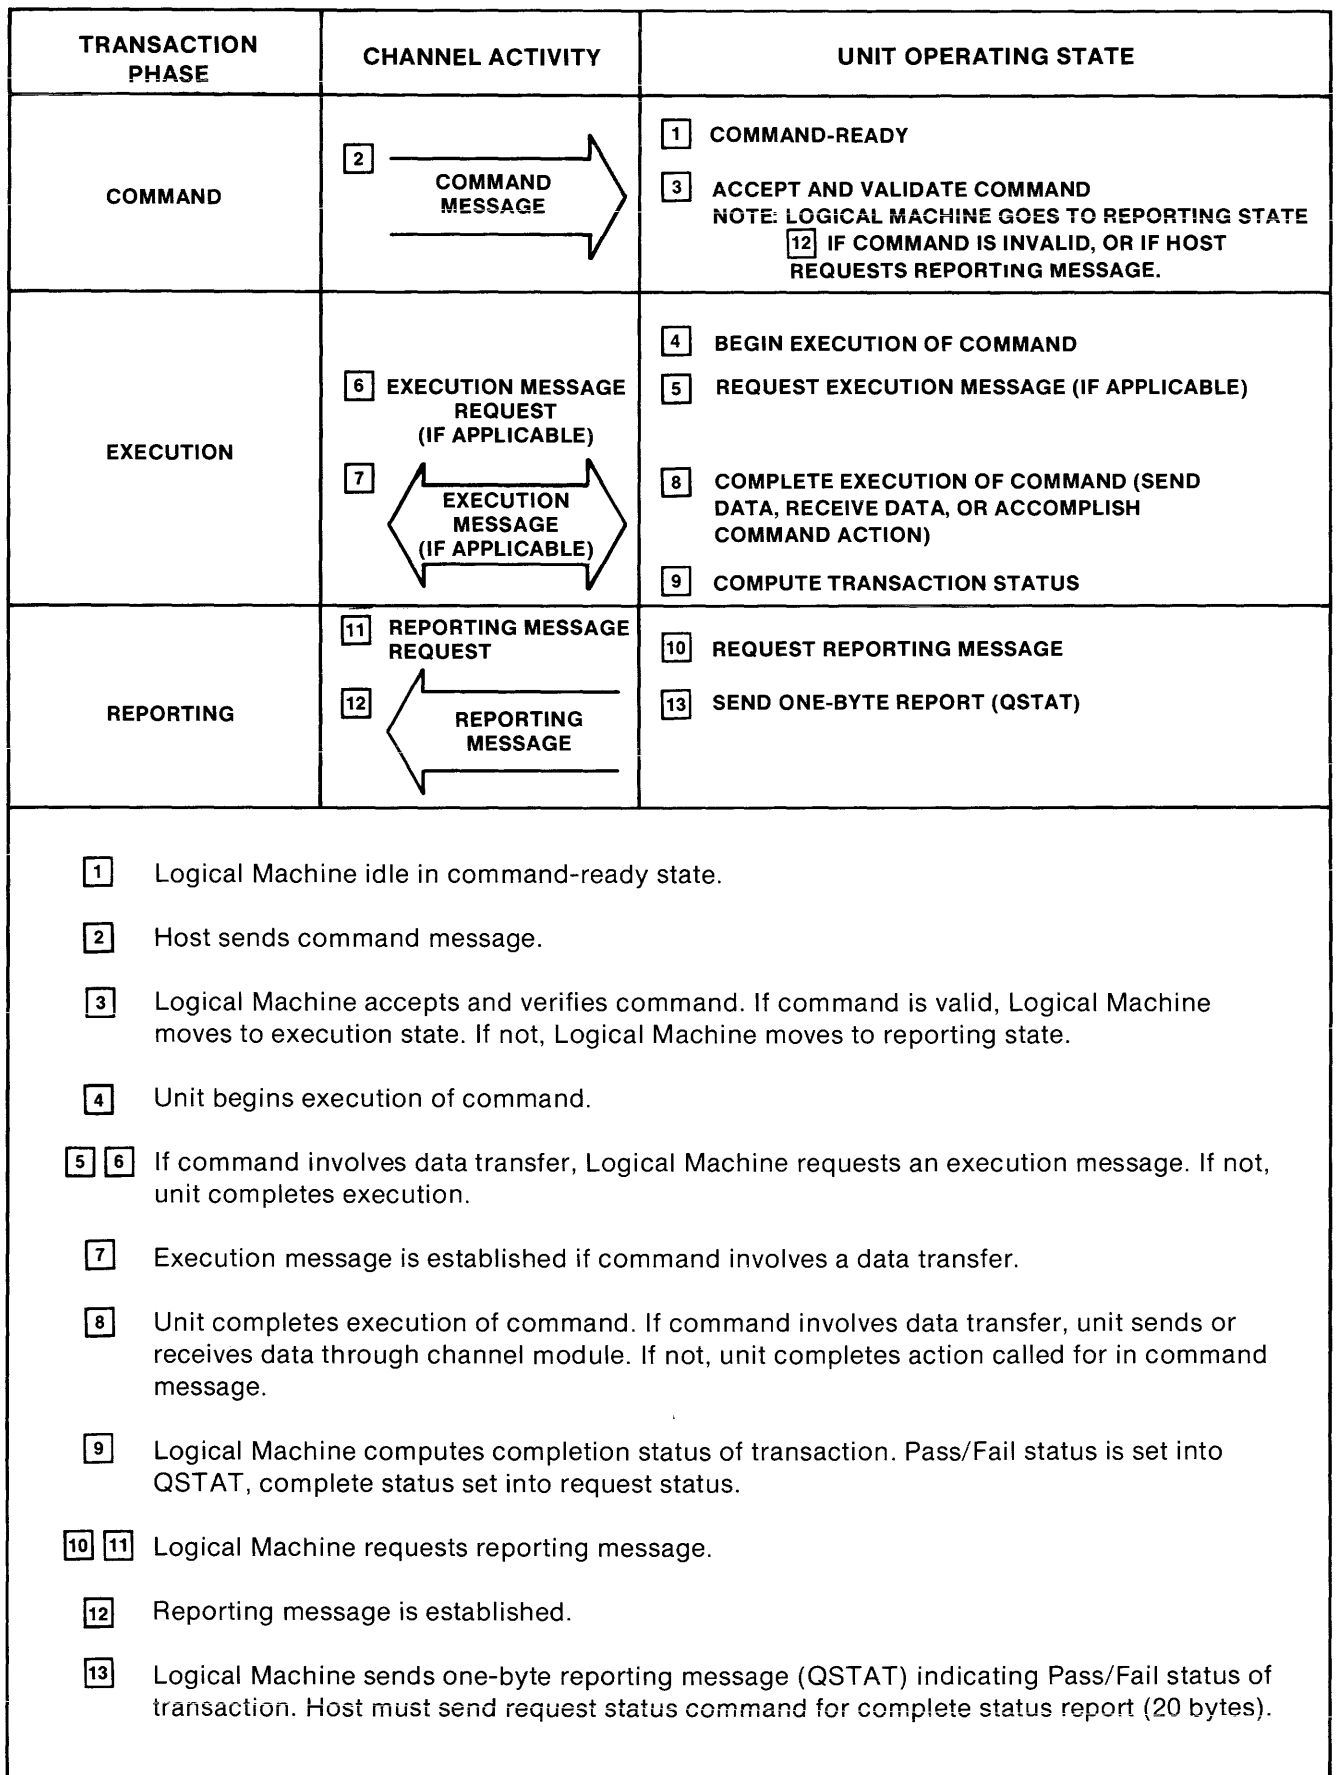 TRANSACTION
PHASE
CHANNEL ACTIVITY
UNIT OPERATING STATE
COMMAND
2
COMMAND
MESSAGE
1 COMMAND-READY
3 ACCEPT AND VALIDATE COMMAND
NOTE: LOGICAL MACHINE GOES TO REPORTING STATE
12 IF COMMAND IS INVALID, OR IF HOST
REQUESTS REPORTING MESSAGE.
EXECUTION
6 EXECUTION MESSAGE
REQUEST
(IF APPLICABLE)
7
EXECUTION
MESSAGE
(IF APPLICABLE)
4 BEGIN EXECUTION OF COMMAND
5 REQUEST EXECUTION MESSAGE (IF APPLICABLE)
8 COMPLETE EXECUTION OF COMMAND (SEND
DATA, RECEIVE DATA, OR ACCOMPLISH
COMMAND ACTION)
9 COMPUTE TRANSACTION STATUS
REPORTING
11 REPORTING MESSAGE
REQUEST
12
REPORTING
MESSAGE
10 REQUEST REPORTING MESSAGE
13 SEND ONE-BYTE REPORT (QSTAT)
1 Logical Machine idle in command-ready state.
2 Host sends command message.
3 Logical Machine accepts and verifies command. If command is valid, Logical Machine
moves to execution state. If not, Logical Machine moves to reporting state.
4 Unit begins execution of command.
5 6 If command involves data transfer, Logical Machine requests an execution message. If not,
unit completes execution.
7 Execution message is established if command involves a data transfer.
8 Unit completes execution of command. If command involves data transfer, unit sends or
receives data through channel module. If not, unit completes action called for in command
message.
9 Logical Machine computes completion status of transaction. Pass/Fail status is set into
QSTAT, complete status set into request status.
10 11 Logical Machine requests reporting message.
12 Reporting message is established.
13 Logical Machine sends one-byte reporting message (QSTAT) indicating Pass/Fail status of
transaction. Host must send request status command for complete status report (20 bytes).